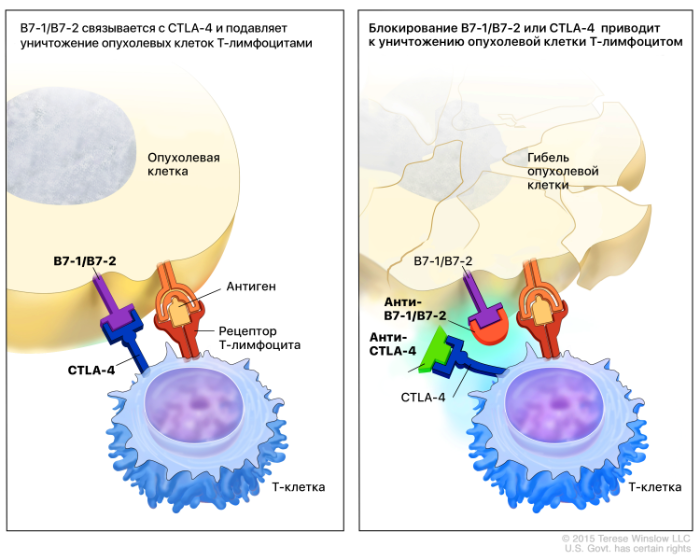 B7-1/B7-2 связывается с CTLA-4 и подавляет
уничтожение опухолевых клеток Т-лимфоцитами
Опухолевая
клетка
B7-1/B7-2
Антиген
Рецептор
Т-лимфоцита
CTLA-4
Т-клетка
Блокирование B7-1/B7-2 или CTLA-4 приводит
к уничтожению опухолевой клетки Т-лимфоцитом
Гибель
опухолевой
клетки
B7-1/B7-2
Анти-
B7-1/B7-2
Анти-
CTLA-4
CTLA-4
Т-клетка
© 2015 Terese Winslow LLC
U.S. Govt. has certain rights